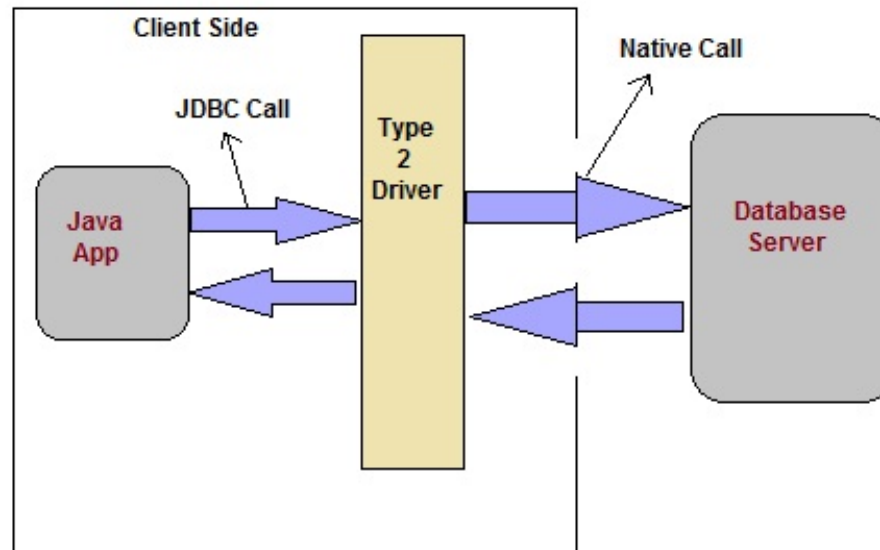 Client Side
Native Call
JDBC Call
Type
2
Driver
Java
App
Database
Server